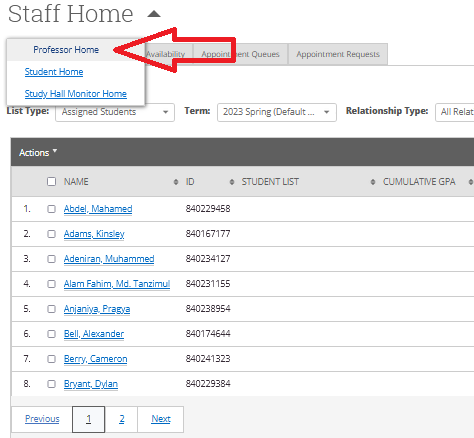 Staff Home
Professor Home
Availability Appointment Queues Appointment Requests
Student Home
Study Hall Monitor Home
List Type: Assigned Students Term: 2023 Spring (Default ... Relationship Type: All Rela
Actions
NAME ID STUDENT LIST CUMULATIVE GPA
1. Abdel, Mahamed 840229458
2. Adams, Kinsley 840167177
3. Adeniran, Muhammed 840234127
4. Alam Fahim, Md. Tanzimul 840231155
5. Anjaniya, Pragya 840238954
6. Bell, Alexander 840174644
7. Berry, Cameron 840241323
8. Bryant, Dylan 840229384
Previous 1 2 Next